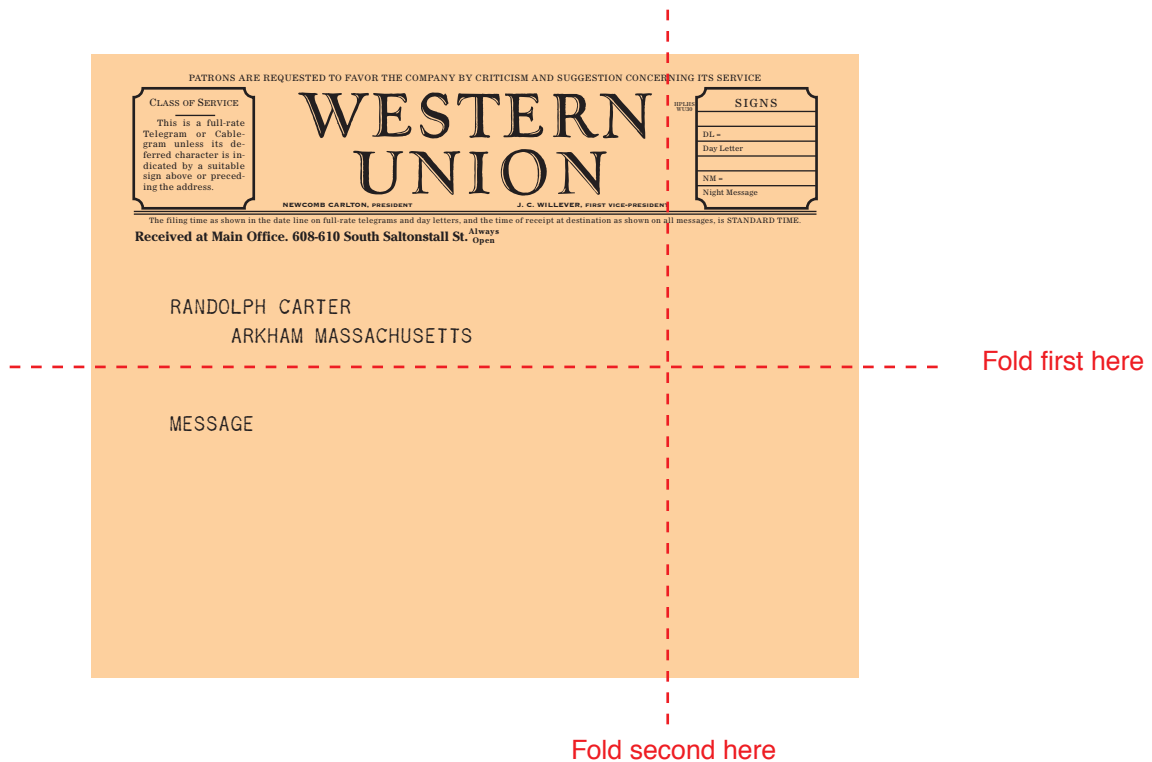 PATRONS ARE REQUESTED TO FAVOR THE COMPANY BY CRITICISM AND SUGGESTION CONCERNING ITS SERVICE
CLASS OF SERVICE
This is a full-rate
Telegram or Cable-
gram unless its de-
ferred character is in-
dicated by a suitable
sign above or preced-
ing the address.
WESTERN
UNION
NEWCOMB CARLTON, PRESIDENT
J. C. WILLEVER, FIRST VICE-PRESIDENT
HPLHS
WU30
SIGNS
DL =
Day Letter
NM =
Night Message
The filing time as shown in the date line on full-rate telegrams and day letters, and the time of receipt at destination as shown on all messages, is STANDARD TIME.
Received at Main Office. 608-610 South Saltonstall St. Always
Open
RANDOLPH CARTER
ARKHAM MASSACHUSETTS
Fold first here
MESSAGE
Fold second here